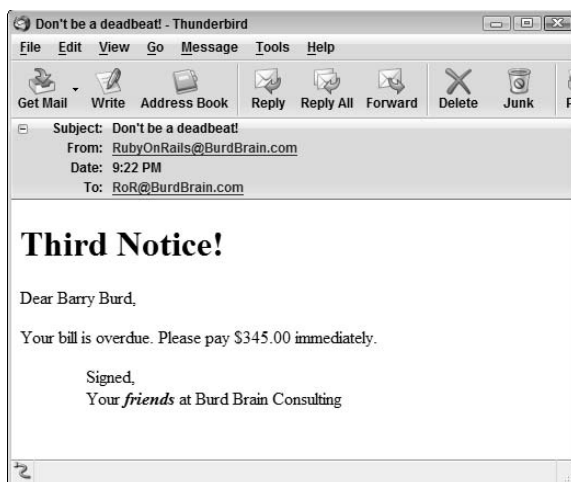 Don't be a deadbeat! - Thunderbird
File Edit View Go Message Tools Help
Get Mail Write Address Book Reply Reply All Forward Delete Junk
Subject: Don't be a deadbeat!
From: RubyOnRails@BurdBrain.com
Date: 9:22 PM
To: RoR@BurdBrain.com
Third Notice!
Dear Barry Burd,
Your bill is overdue. Please pay $345.00 immediately.
Signed,
Your friends at Burd Brain Consulting